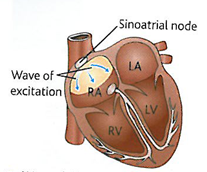 Sinoatrial node
Wave of
excitation
LA
RA
LV
RV